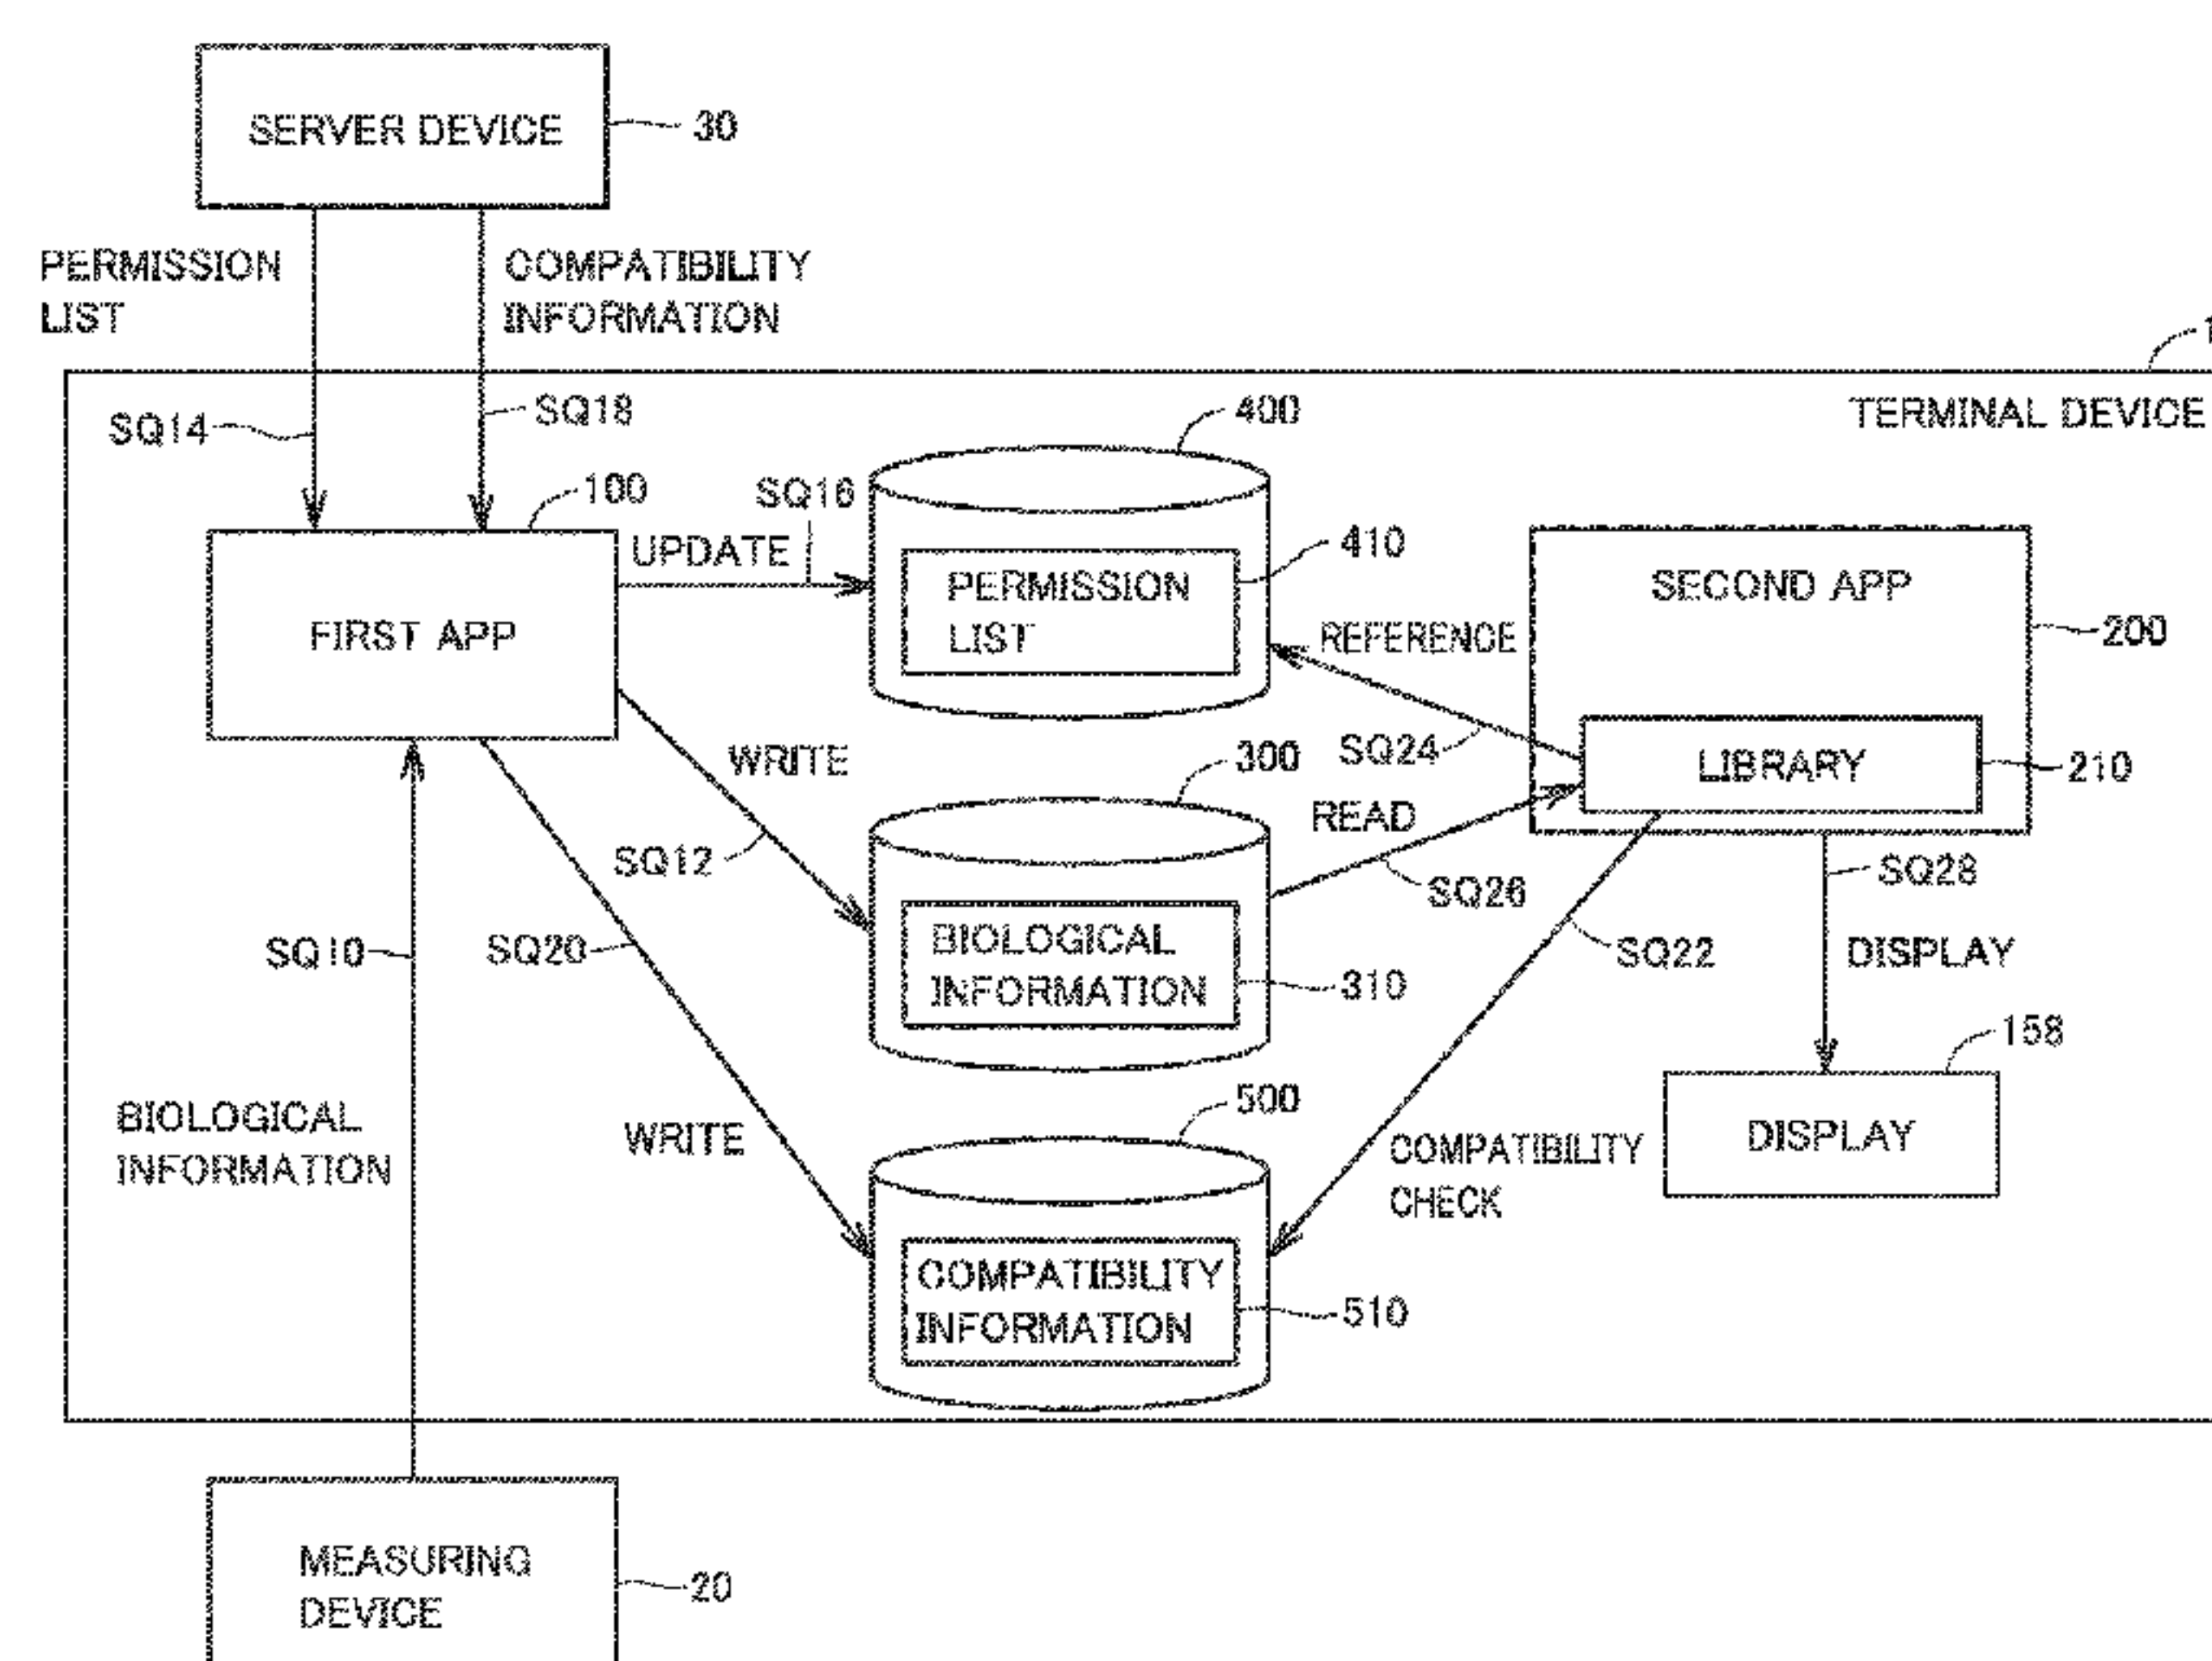 SERVER DEVICE
30
PERMISSION
LIST
COMPATIBILITY
INFORMATION
TERMINAL DEVICE
SQ14
SQ18
400
100
SQ16
UPDATE
410
PERMISSION
LIST
SECOND APP
FIRST APP
REFERENCE
200
SQ24
LIBRARY
210
WRITE
300
READ
SQ12
SQ26
SQ28
SQ10
SQ20
BIOLOGICAL
INFORMATION
310
SQ22
DISPLAY
158
BIOLOGICAL
INFORMATION
WRITE
500
COMPATIBILITY
CHECK
DISPLAY
COMPATIBILITY
INFORMATION
510
MEASURING
DEVICE
20